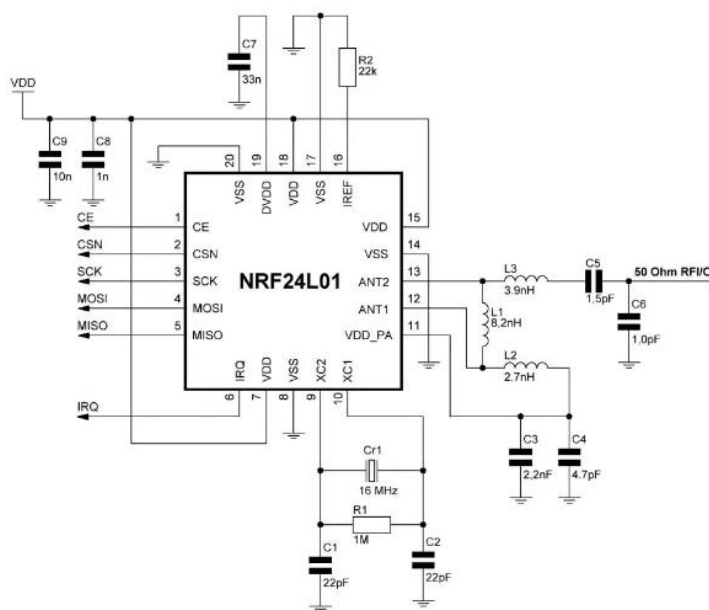 C7
33n
R2
22k
VDD
C9
10n
C8
1n
20
19
18
17
16
VSS
DVDD
VDD
VSS
IREF
CE
1
CE
CSN
2
CSN
SCK
3
SCK
MOSI
4
MOSI
MISO
5
MISO
NRF24L01
VDD
15
VSS
14
ANT2
13
ANT1
12
VDD_PA
11
L3
3.9nH
C5
1,5pF
50 Ohm RFI/O
L1
8,2nH
C6
1,0pF
L2
2.7nH
IRQ
VDD
VSS
XC2
XC1
6
7
8
9
10
IRQ
C3
2,2nF
C4
4.7pF
Cr1
16 MHz
R1
1M
C1
22pF
C2
22pF